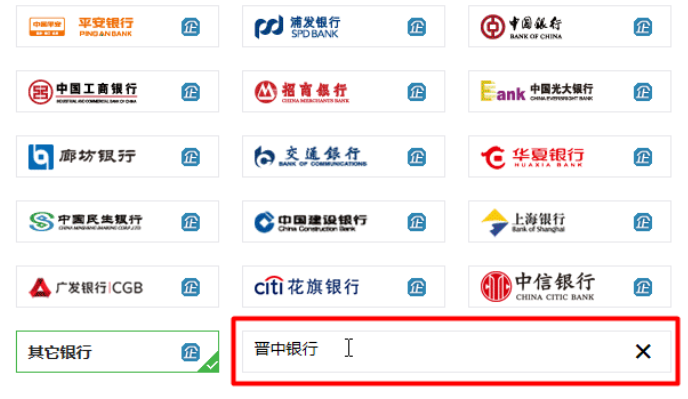 中国平安 平安银行 企 浦发银行 企 中国银行 企
PINGAN BANK SPD BANK BANK OF CHINA
中国工商银行 企 招商银行 企 Bank 中国光大银行 企
INDUSTRIAL AND COMMERCIAL BANK OF CHINA CHINA MERCHANTS BANK CHINA EVERBRIGHT BANK
廊坊银行 企 交通银行 企 华夏银行 企
BANK OF COMMUNICATIONS HUAXIA BANK
中国民生银行 企 中国建设银行 企 上海银行 企
CHINA MINSHENG BANKING CORP.,LTD China Construction Bank Bank of Shanghai
广发银行|CGB 企 citi 花旗银行 企 中信银行 企
CHINA CITIC BANK
其它银行 企 晋中银行 ×